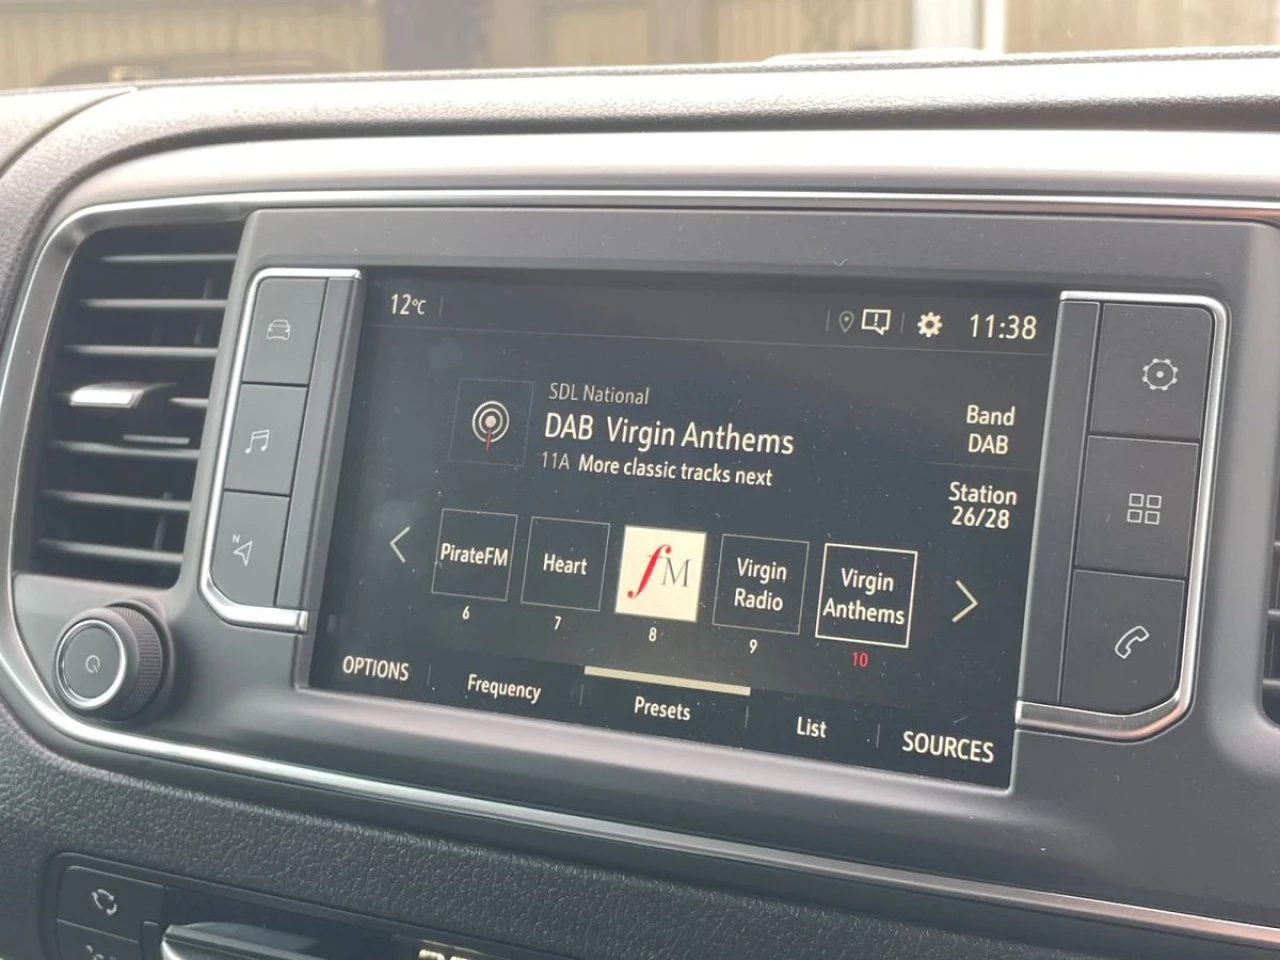 12°C
11:38
SDL National
DAB Virgin Anthems
11A More classic tracks next
Band
DAB
Station
26/28
PirateFM
Heart
fM
Virgin
Radio
Virgin
Anthems
6
7
8
9
10
OPTIONS
Frequency
Presets
List
SOURCES
N